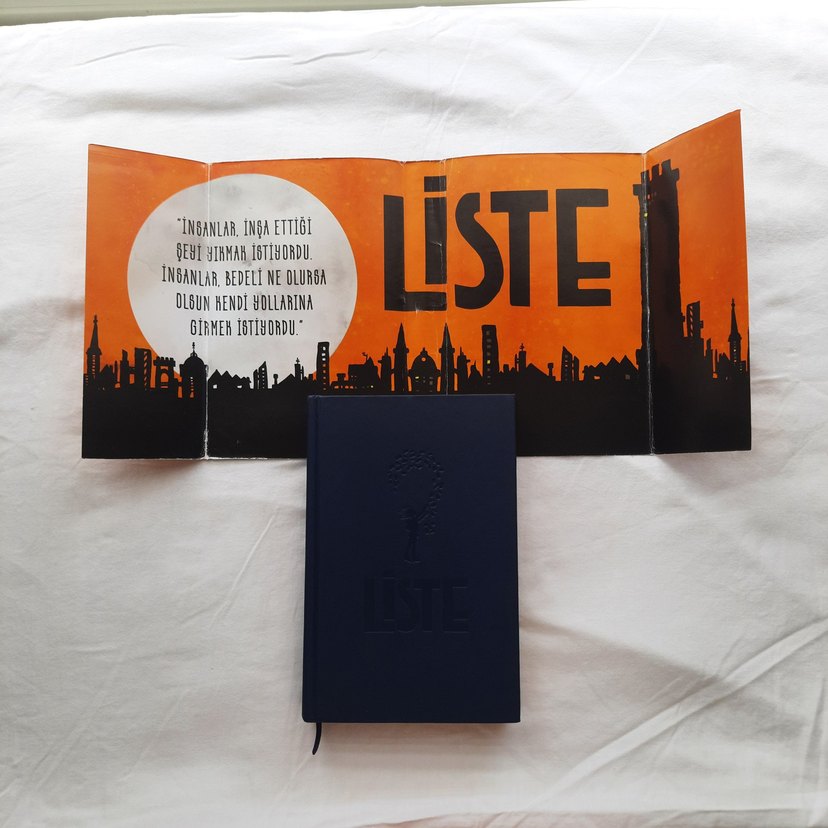 "İNSANLAR, İNŞA ETTİĞİ
ŞEYİ YIKMAK İSTİYORDU.
İNSANLAR, BEDELİ NE OLURSA
OLSUN KENDİ YOLLARINA
GİRMEK İSTİYORDU."
LİSTE
LİSTE